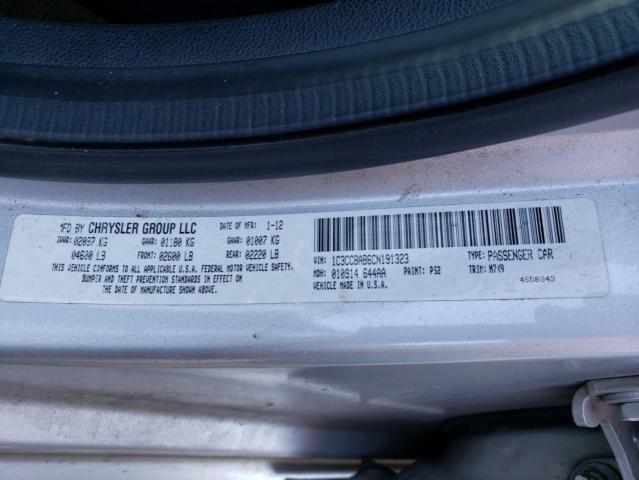 MFD BY CHRYSLER GROUP LLC DATE OF MFR: 1-12
GVWR: 02097 KG GAWR: 01180 KG GAWR: 01007 KG
04620 LB FRONT: 02600 LB REAR: 02220 LB
THIS VEHICLE CONFORMS TO ALL APPLICABLE FEDERAL MOTOR VEHICLE SAFETY,
BUMPER AND THEFT PREVENTION STANDARDS IN EFFECT ON
THE DATE OF MANUFACTURE SHOWN ABOVE.
VIN: 1C3CCBAB6CN191323 TYPE: PASSENGER CAR
MDH: 010914 644AA PAINT: PS2 TRIM: M7X9
VEHICLE MADE IN U.S.A.